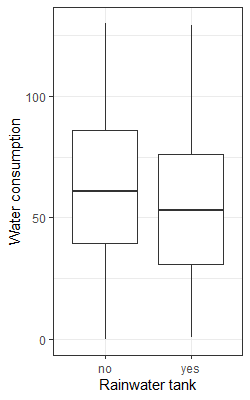 Water consumption
100
50
0
no yes
Rainwater tank